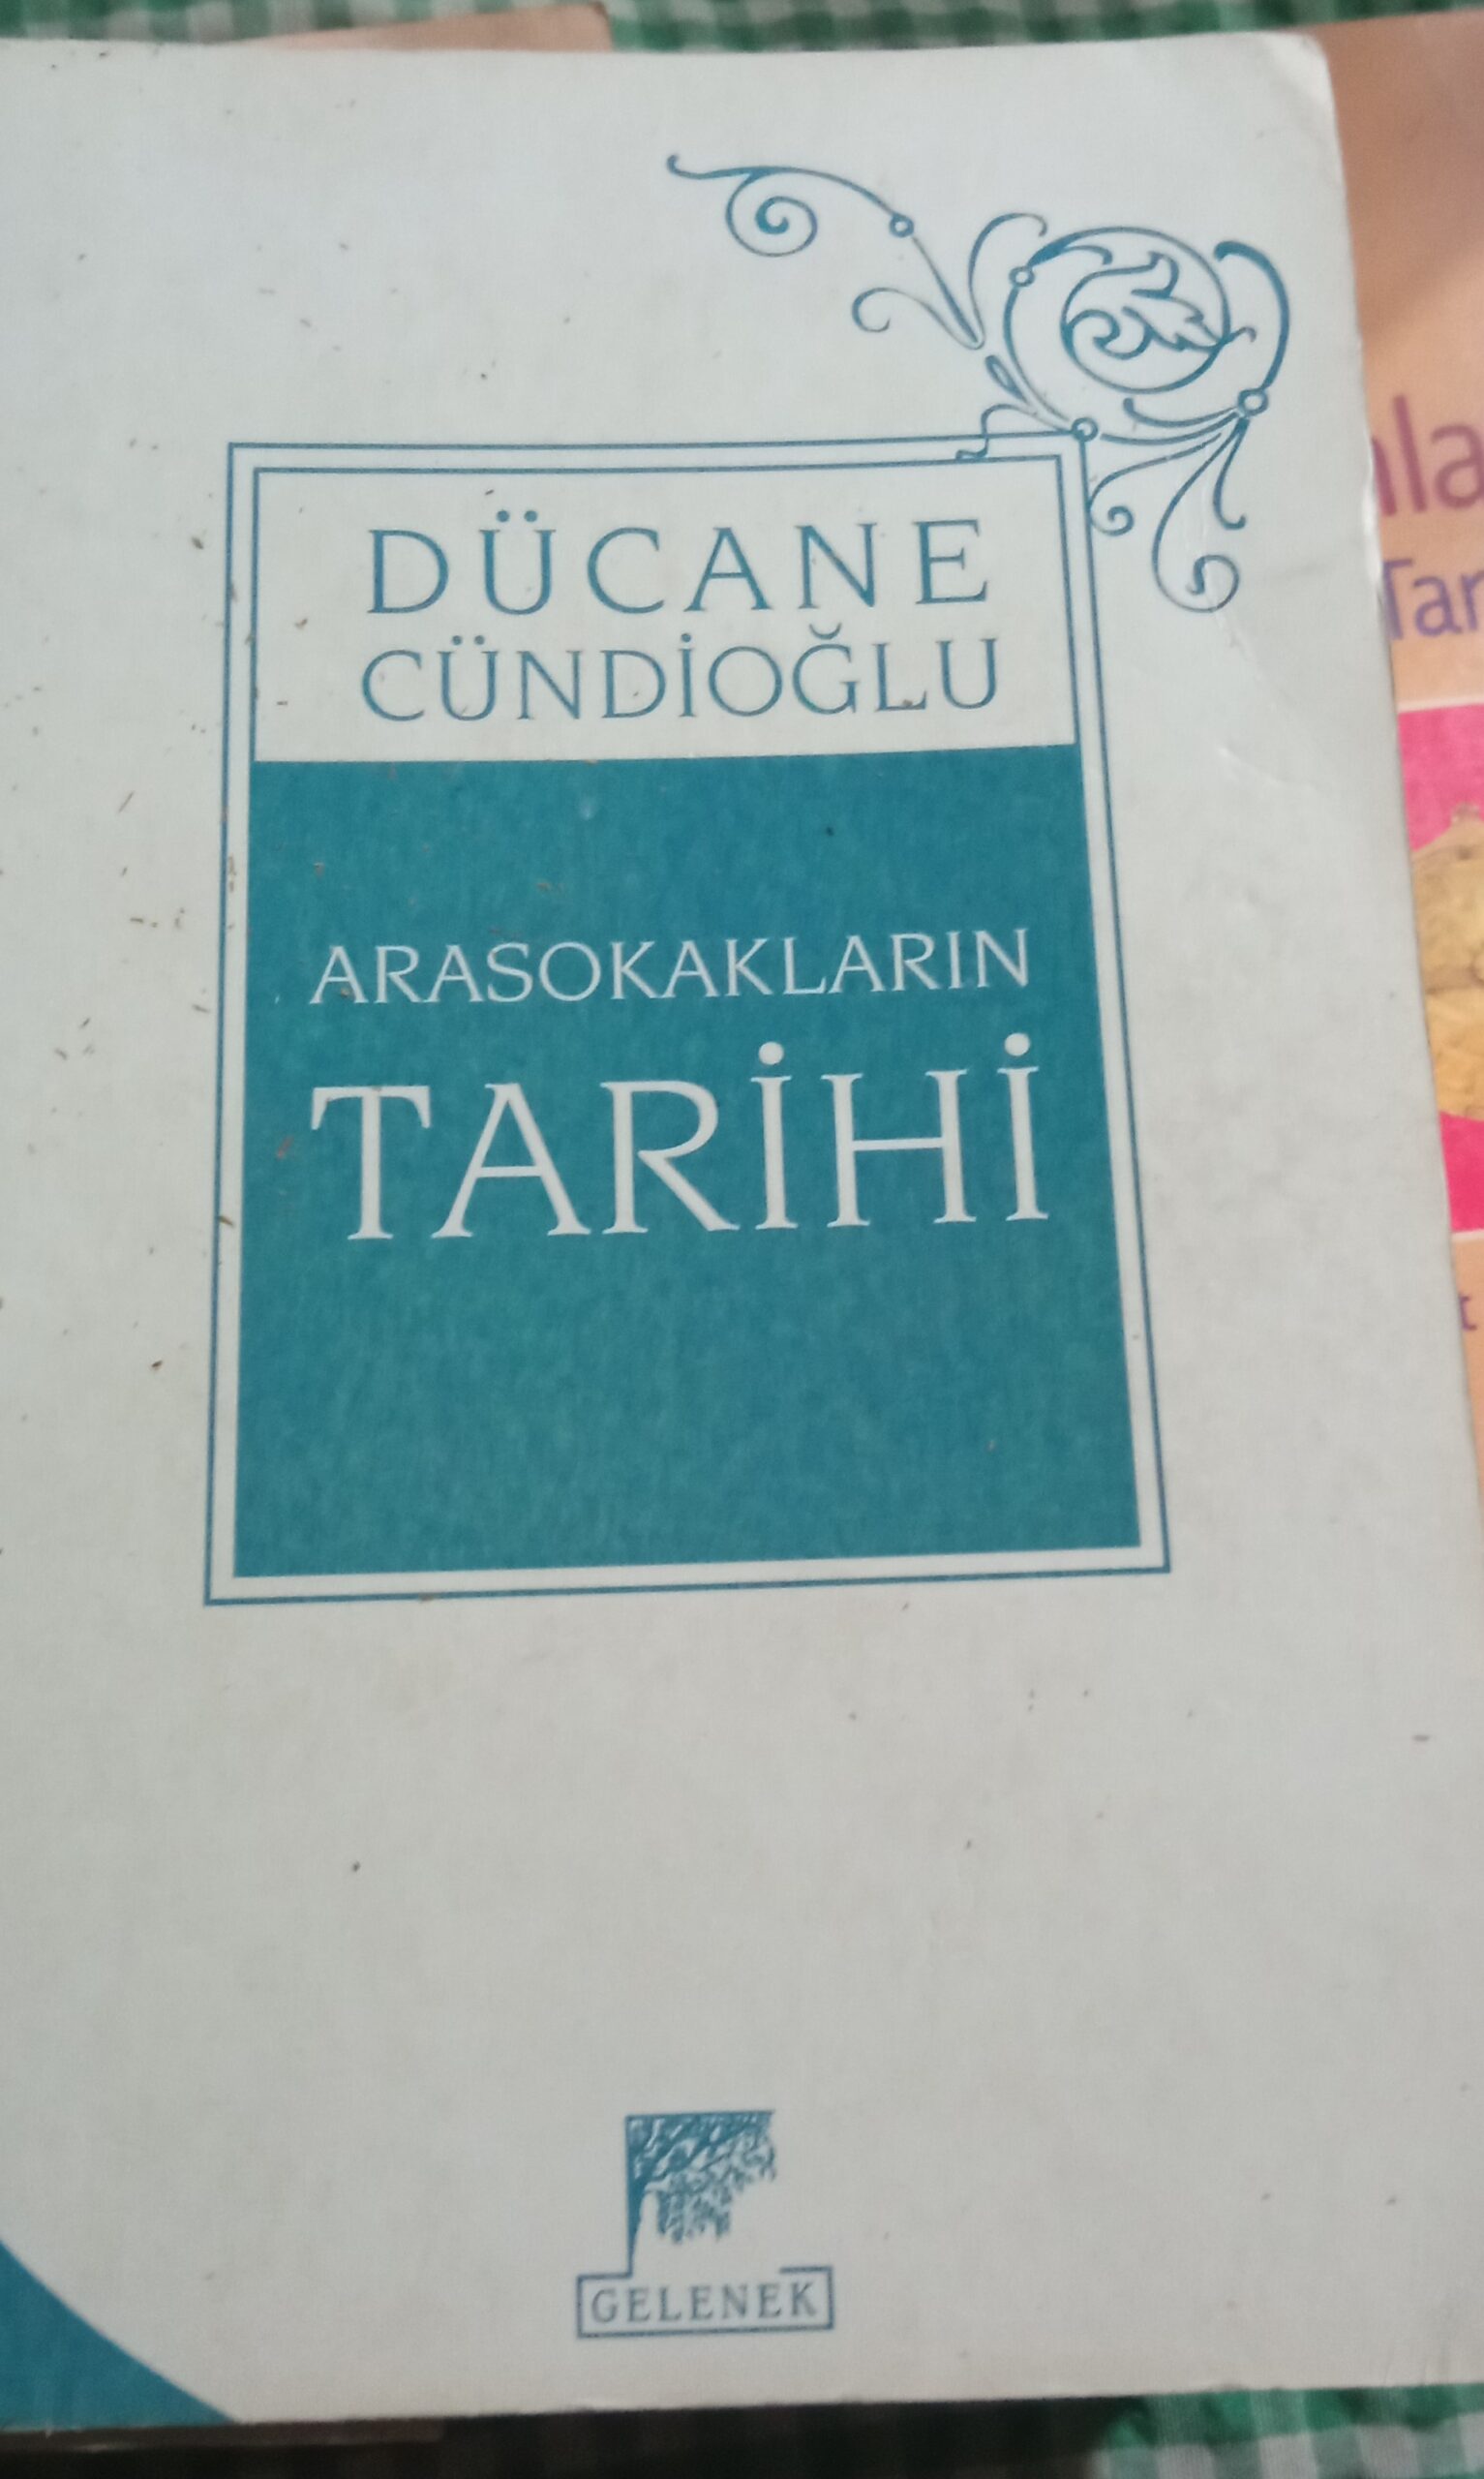 DÜCANE
CÜNDİOĞLU
ARASOKAKLARIN
TARİHİ
GELENEK